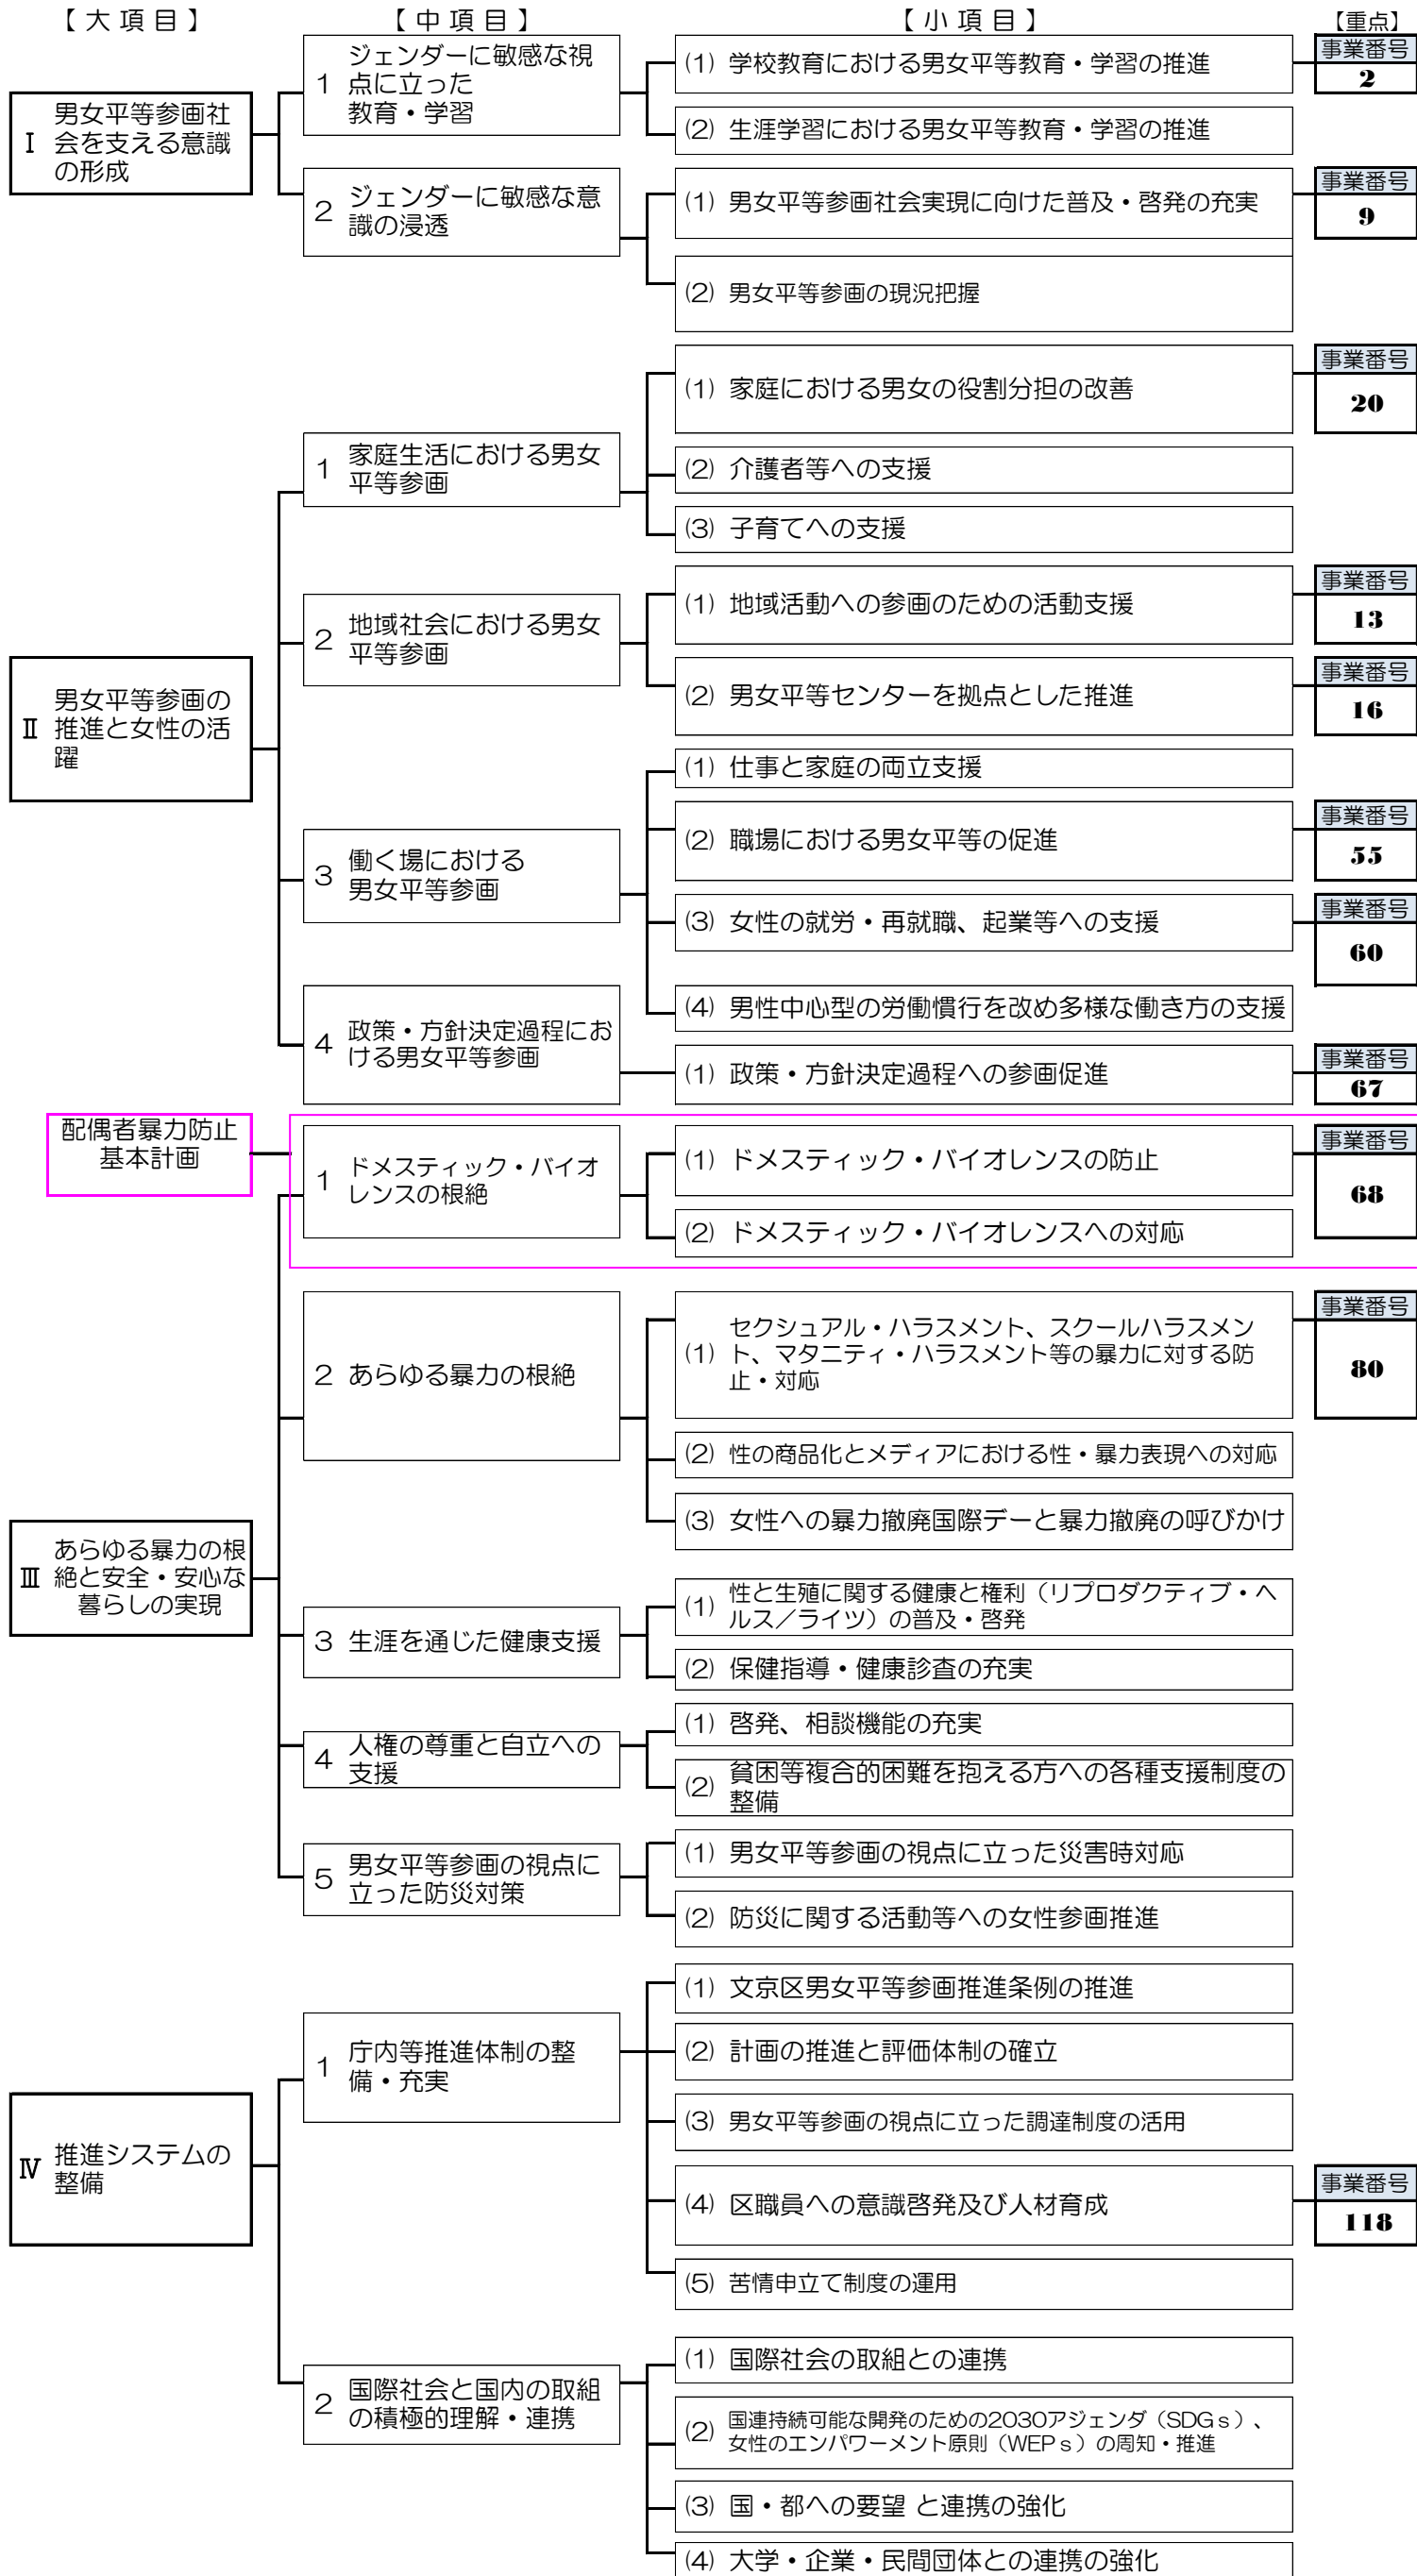 【 大 項 目 】
【 中 項 目 】
【 小 項 目 】
【重点】
Ⅰ 男女平等参画社
会を支える意識
の形成
1 ジェンダーに敏感な視
点に立った
教育・学習
(1) 学校教育における男女平等教育・学習の推進
事業番号
2
(2) 生涯学習における男女平等教育・学習の推進
2 ジェンダーに敏感な意
識の浸透
(1) 男女平等参画社会実現に向けた普及・啓発の充実
事業番号
9
(2) 男女平等参画の現況把握
Ⅱ 男女平等参画の
推進と女性の活
躍
1 家庭生活における男女
平等参画
(1) 家庭における男女の役割分担の改善
事業番号
20
(2) 介護者等への支援
(3) 子育てへの支援
2 地域社会における男女
平等参画
(1) 地域活動への参画のための活動支援
事業番号
13
(2) 男女平等センターを拠点とした推進
事業番号
16
3 働く場における
男女平等参画
(1) 仕事と家庭の両立支援
(2) 職場における男女平等の促進
事業番号
55
(3) 女性の就労・再就職、起業等への支援
事業番号
60
(4) 男性中心型の労働慣行を改め多様な働き方の支援
4 政策・方針決定過程にお
ける男女平等参画
(1) 政策・方針決定過程への参画促進
事業番号
67
配偶者暴力防止
基本計画
Ⅲ あらゆる暴力の根
絶と安全・安心な
暮らしの実現
1 ドメスティック・バイオ
レンスの根絶
(1) ドメスティック・バイオレンスの防止
事業番号
68
(2) ドメスティック・バイオレンスへの対応
2 あらゆる暴力の根絶
(1) セクシュアル・ハラスメント、スクールハラスメン
ト、マタニティ・ハラスメント等の暴力に対する防
止・対応
事業番号
80
(2) 性の商品化とメディアにおける性・暴力表現への対応
(3) 女性への暴力撤廃国際デーと暴力撤廃の呼びかけ
3 生涯を通じた健康支援
(1) 性と生殖に関する健康と権利（リプロダクティブ・ヘ
ルス／ライツ）の普及・啓発
(2) 保健指導・健康診査の充実
4 人権の尊重と自立への
支援
(1) 啓発、相談機能の充実
(2) 貧困等複合的困難を抱える方への各種支援制度の
整備
5 男女平等参画の視点に
立った防災対策
(1) 男女平等参画の視点に立った災害時対応
(2) 防災に関する活動等への女性参画推進
Ⅳ 推進システムの
整備
1 庁内等推進体制の整
備・充実
(1) 文京区男女平等参画推進条例の推進
(2) 計画の推進と評価体制の確立
(3) 男女平等参画の視点に立った調達制度の活用
(4) 区職員への意識啓発及び人材育成
事業番号
118
(5) 苦情申立て制度の運用
2 国際社会と国内の取組
の積極的理解・連携
(1) 国際社会の取組との連携
(2) 国連持続可能な開発のための2030アジェンダ（SDGｓ）、
女性のエンパワーメント原則（WEPｓ）の周知・推進
(3) 国・都への要望 と連携の強化
(4) 大学・企業・民間団体との連携の強化